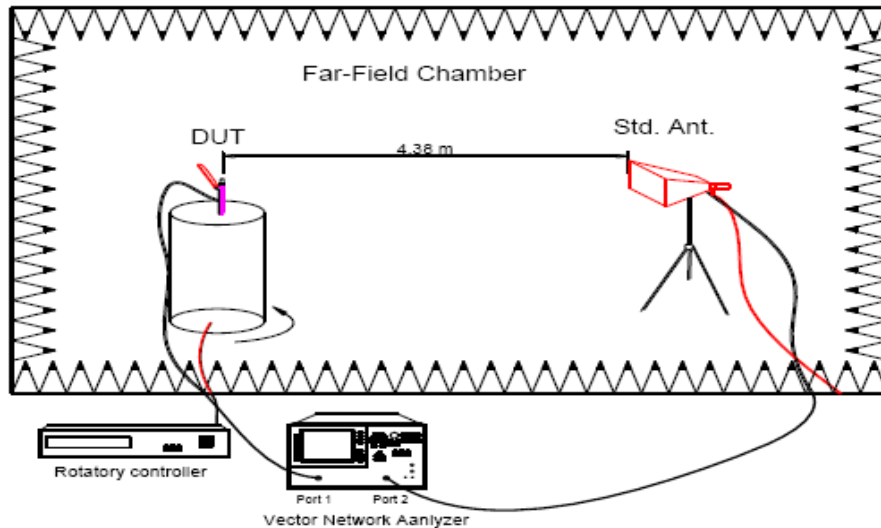 Far-Field Chamber
DUT
Std. Ant.
4.38 m
Rotatory controller
Port 1
Port 2
Vector Network Aanlyzer